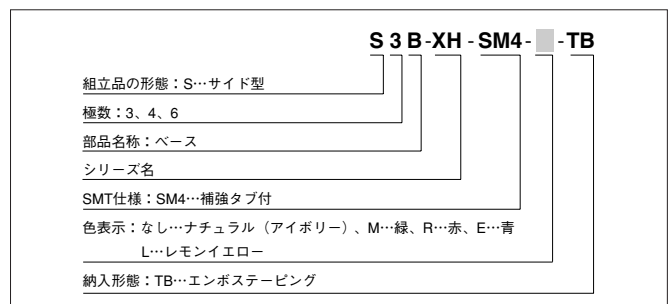 S 3 B-XH - SM4- -TB
組立品の形態：S…サイド型
極数：3、4、6
部品名称：ベース
シリーズ名
SMT仕様：SM4…補強タブ付
色表示：なし…ナチュラル（アイボリー）、M…緑、R…赤、E…青
L…レモンイエロー
納入形態：TB…エンボステーピング